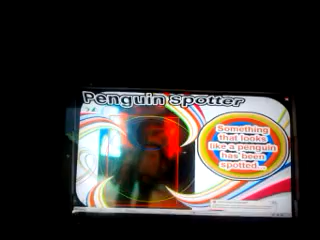 Penguin Spotter
Something
that looks
like a penguin
has been
spotted...